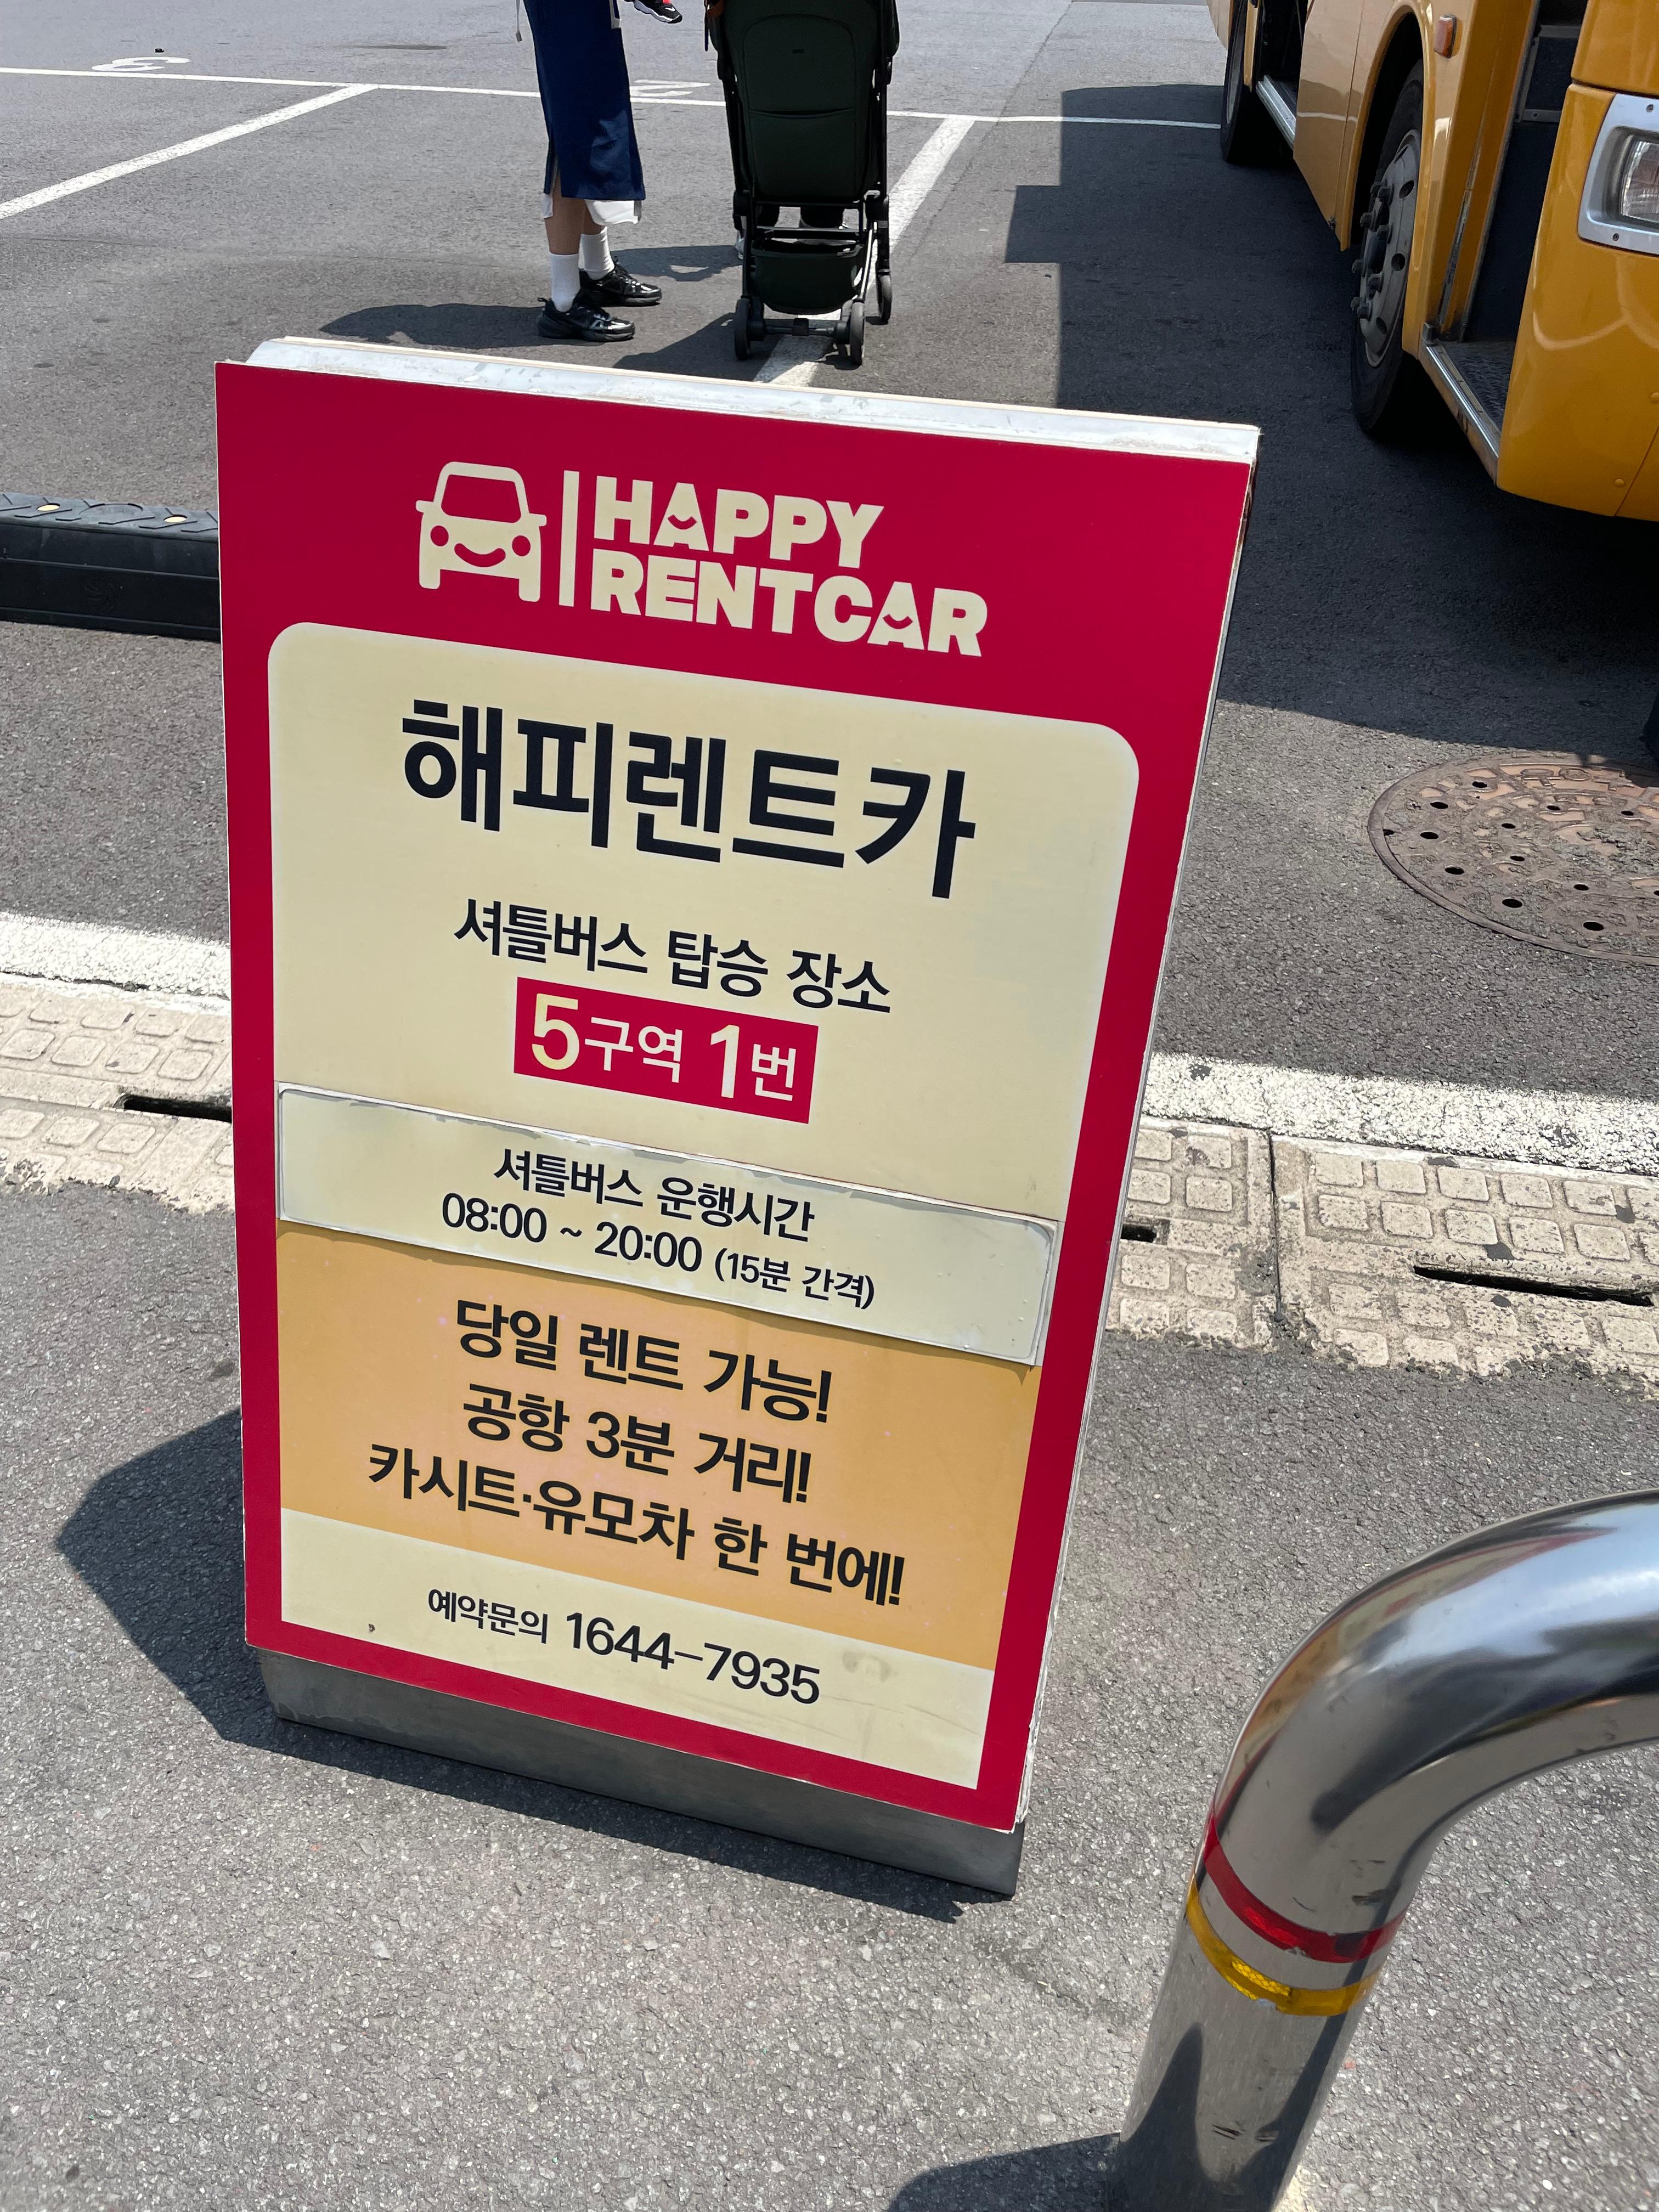 3
2
HAPPY
RENTCAR
해피렌트카
셔틀버스 탑승 장소
5구역 1번
셔틀버스 운행시간
08:00 ~ 20:00 (15분 간격)
당일 렌트 가능!
공항 3분 거리!
카시트·유모차 한 번에!
예약문의 1644-7935